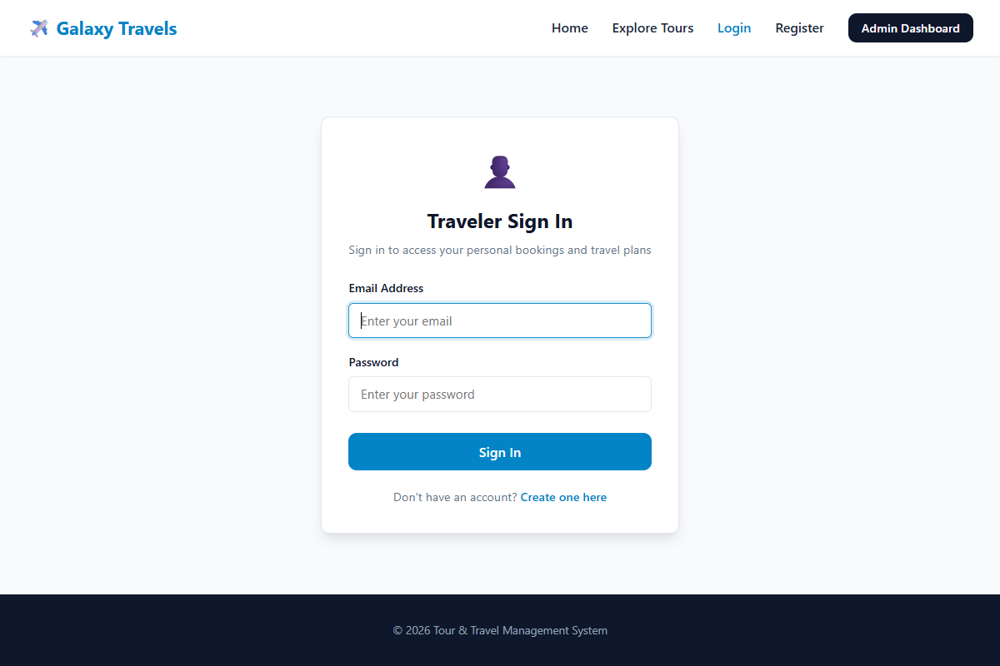 Galaxy Travels
Home
Explore Tours
Login
Register
Admin Dashboard
Traveler Sign In
Sign in to access your personal bookings and travel plans
Email Address
Enter your email
Password
Enter your password
Sign In
Don't have an account? Create one here
© 2026 Tour & Travel Management System